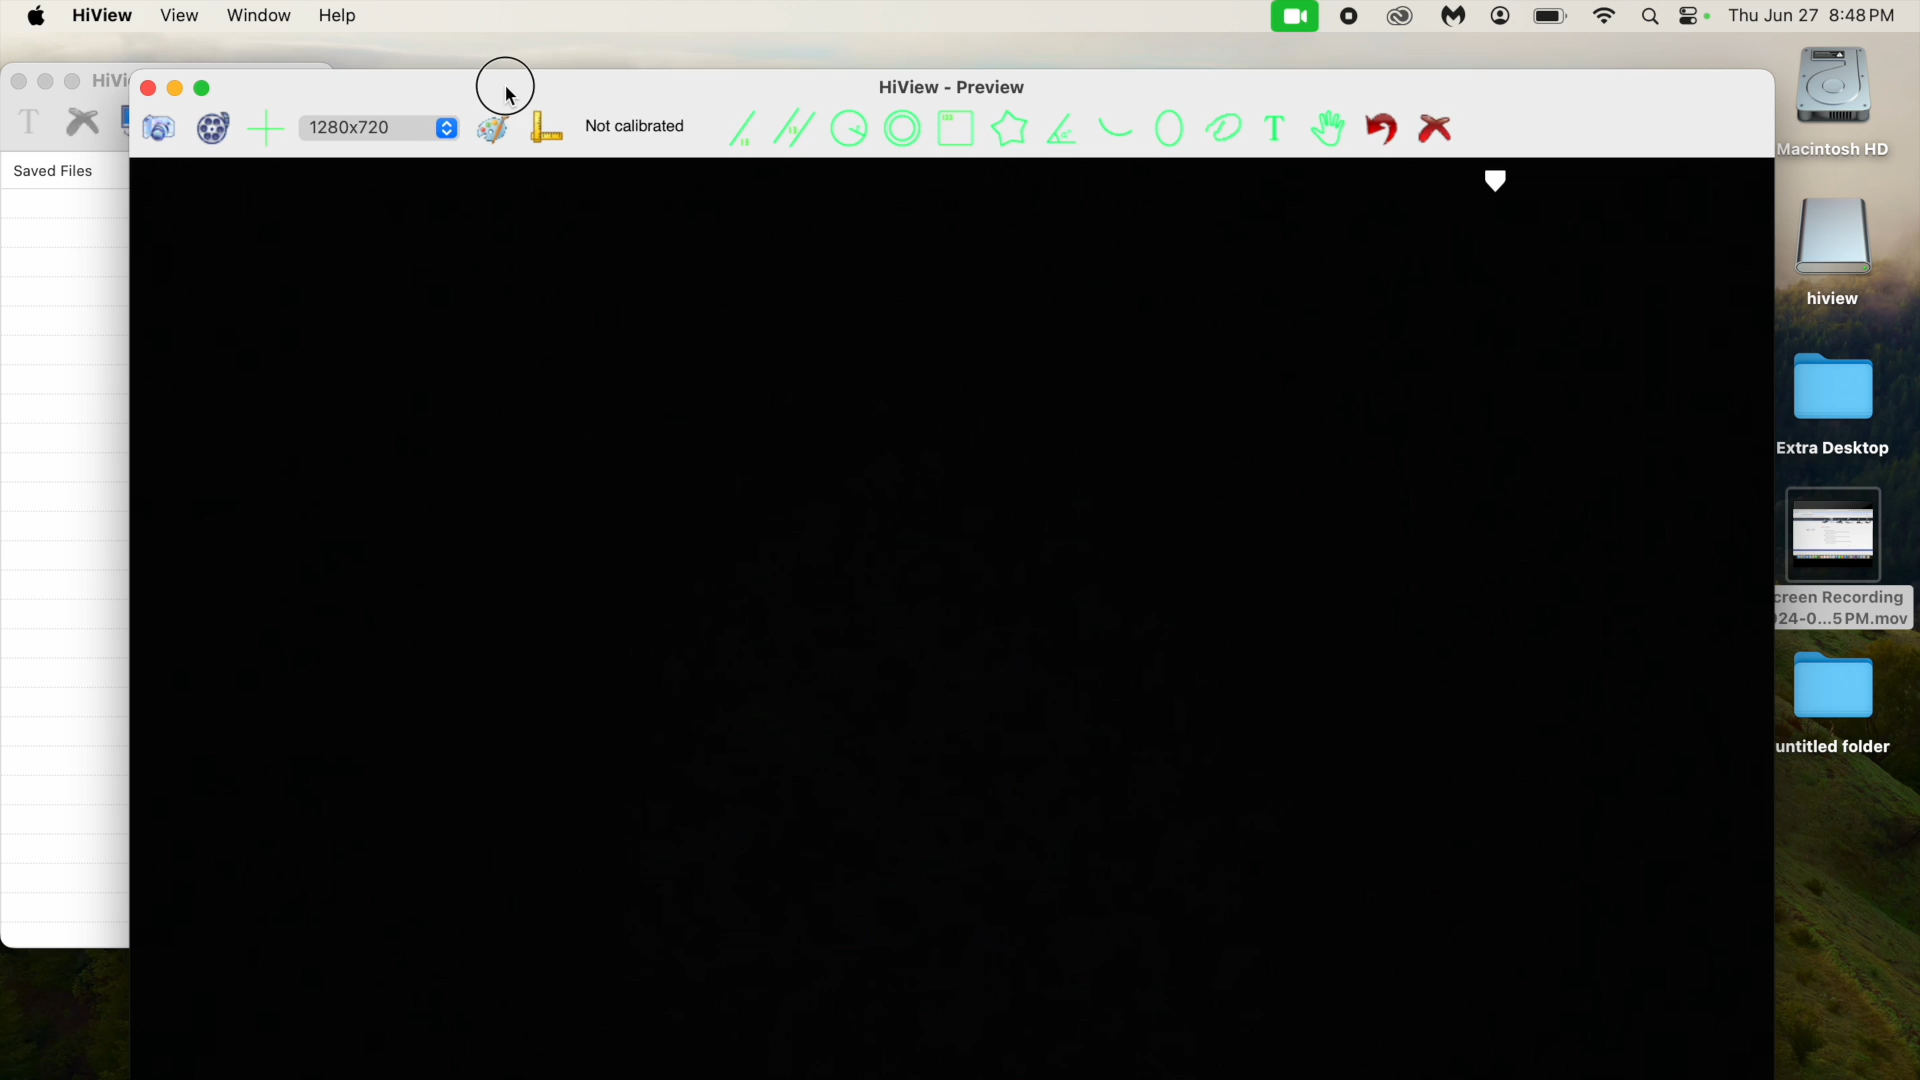 HiView View Window Help Thu Jun 27 8:48 PM
HiView - Preview
1280x720 Not calibrated T
T
Saved Files
Macintosh HD
hiview
Extra Desktop
creen Recording
24-0...5 PM.mov
untitled folder